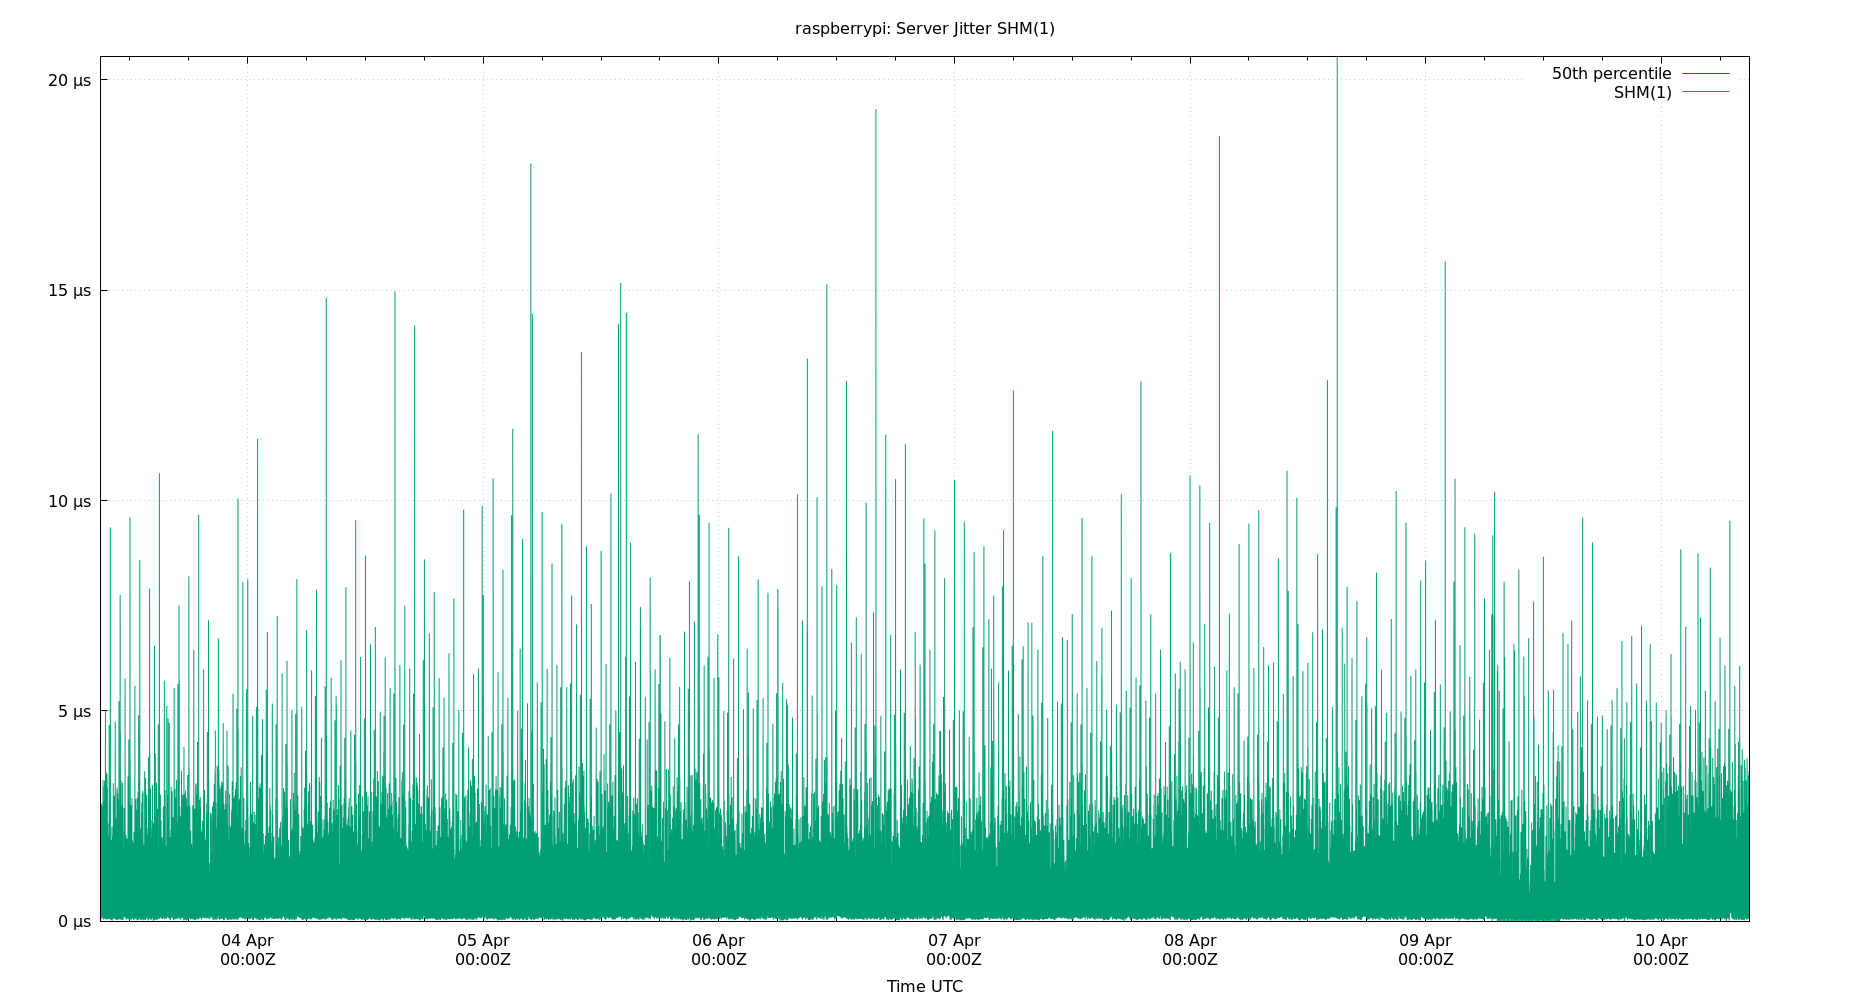 raspberrypi: Server Jitter SHM(1)
50th percentile
SHM(1)
20 µs
15 µs
10 µs
5 µs
0 µs
04 Apr 05 Apr 06 Apr 07 Apr 08 Apr 09 Apr 10 Apr
00:00Z 00:00Z 00:00Z 00:00Z 00:00Z 00:00Z 00:00Z
Time UTC